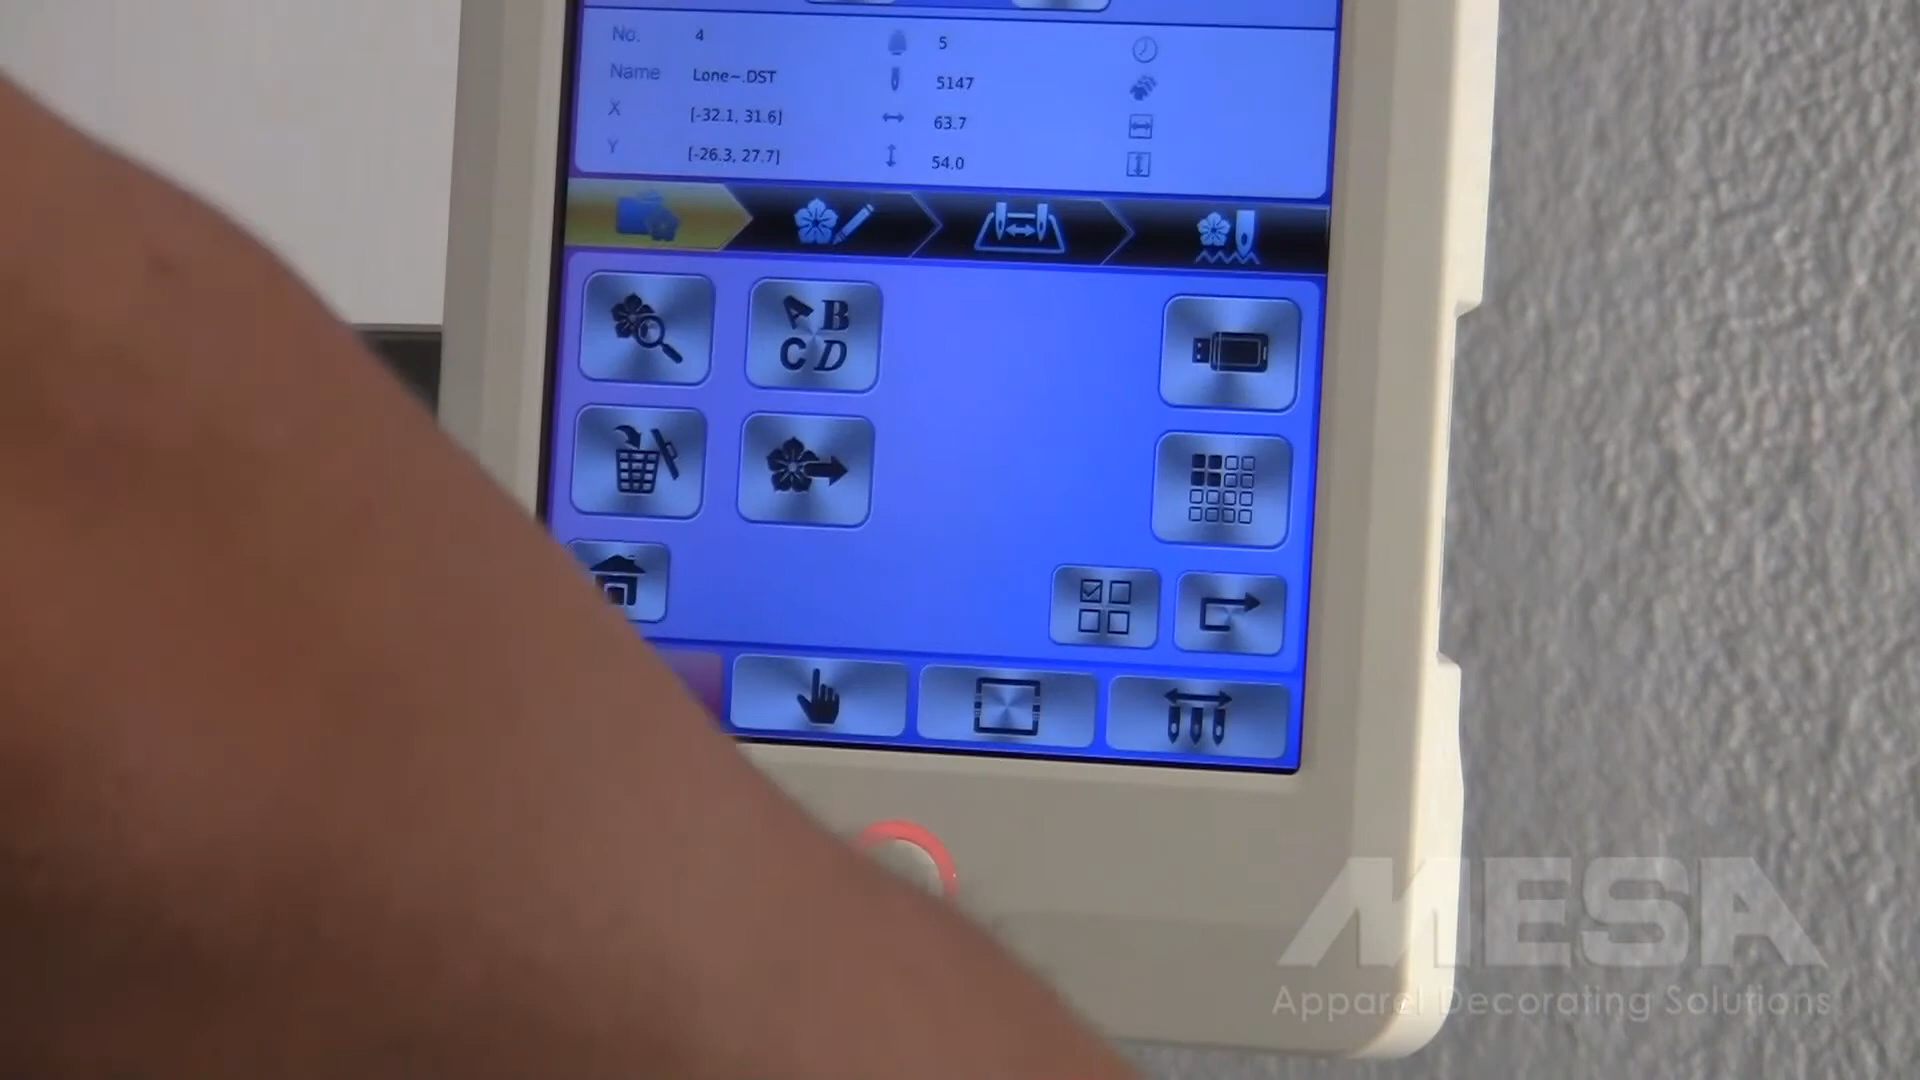 No. 4 5
Name Lone~.DST 5147
X [-32.1, 31.6] 63.7
Y [-26.3, 27.7] 54.0
A B
C D
MESA
Apparel Decorating Solutions